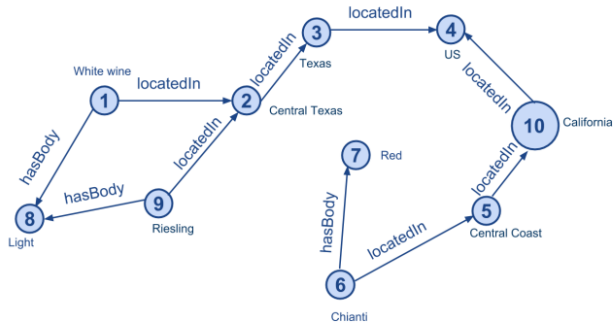 locatedIn
3
4
Texas
US
locatedIn
White wine
locatedIn
1
2
Central Texas
locatedIn
10
California
hasBody
locatedIn
7
Red
locatedIn
hasBody
9
8
Riesling
Light
hasBody
locatedIn
5
Central Coast
6
Chianti